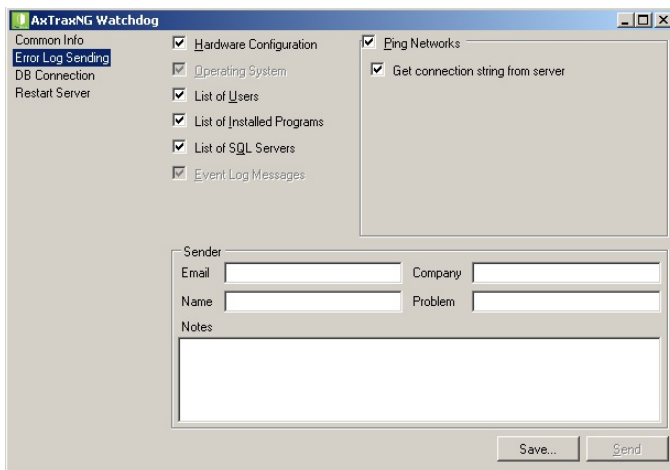 AxTraxNG Watchdog
Common Info
Error Log Sending
DB Connection
Restart Server
Hardware Configuration
Operating System
List of Users
List of Installed Programs
List of SQL Servers
Event Log Messages
Ping Networks
Get connection string from server
Sender
Email
Company
Name
Problem
Notes
Save...
Send